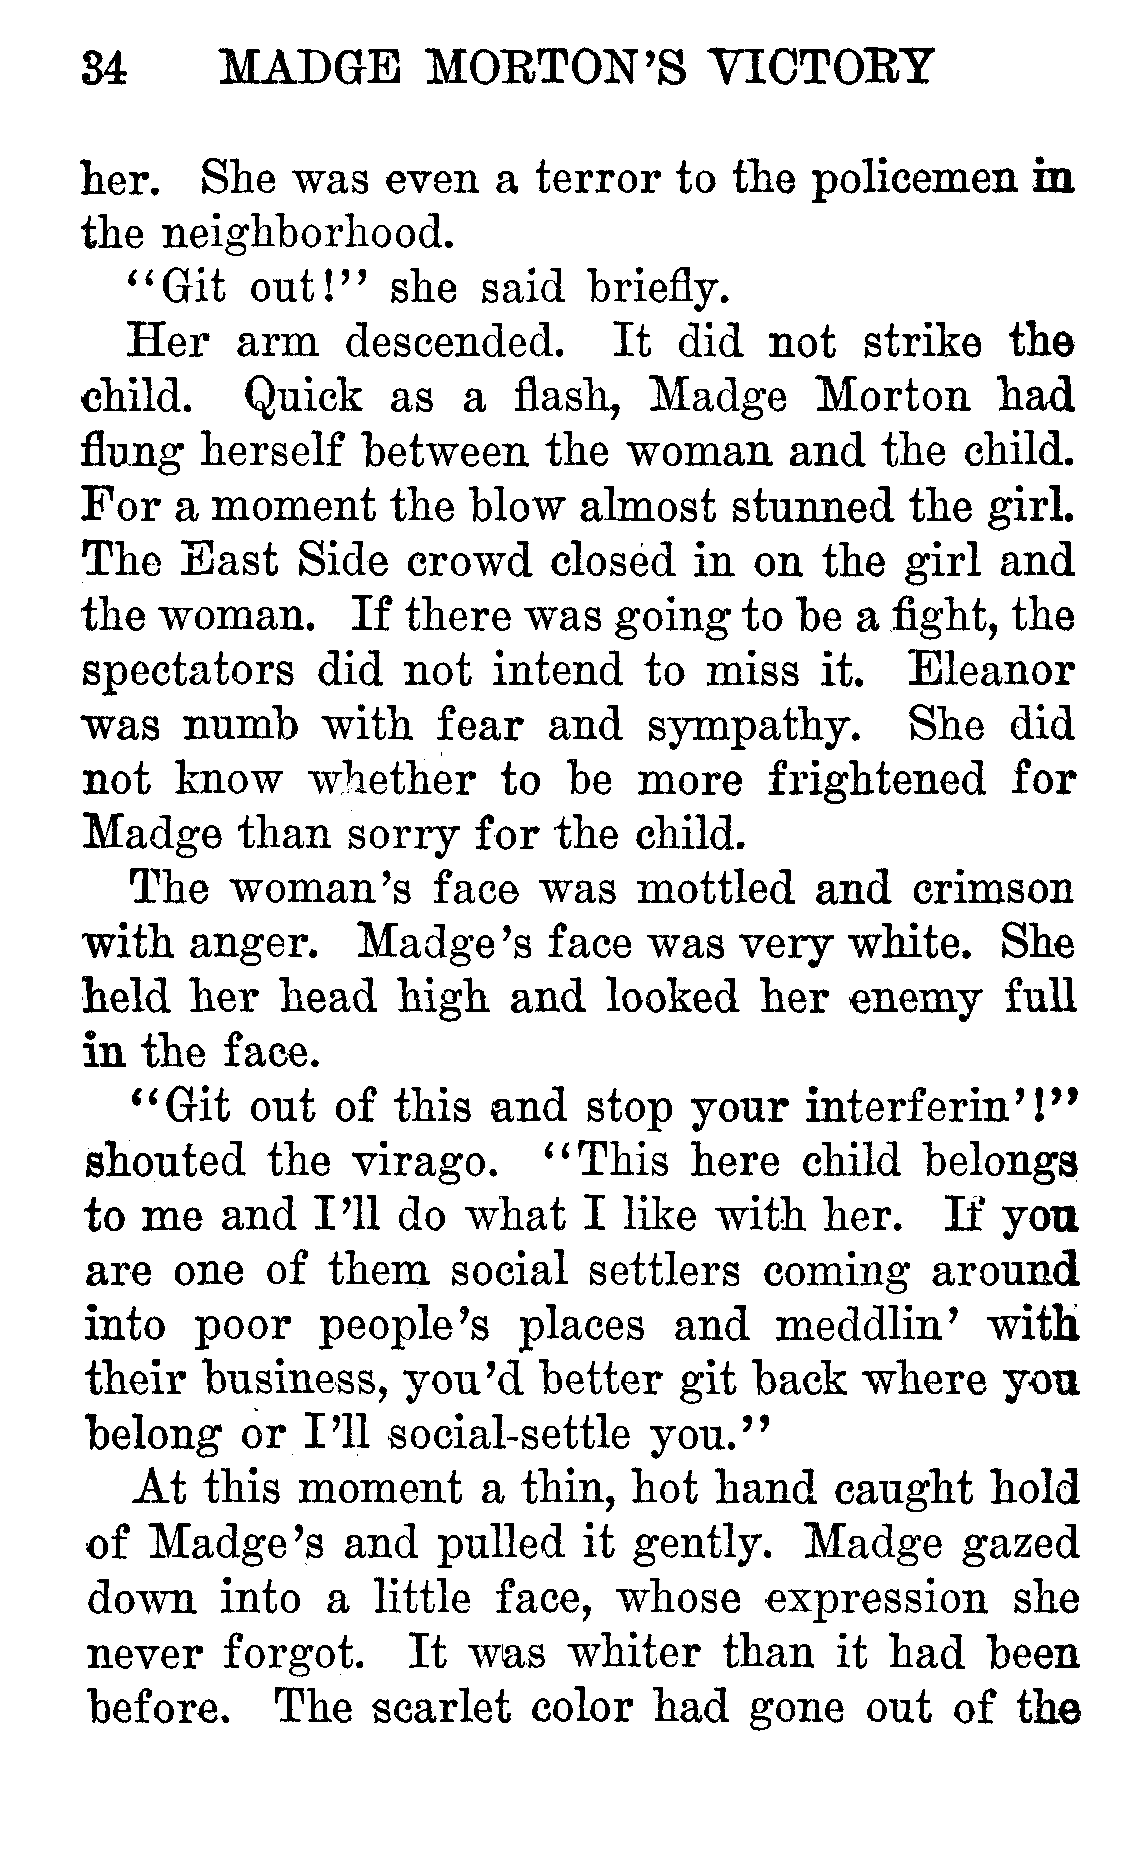 34 MADGE MORTON'S VICTORY
her. She was even a terror to the policemen in
the neighborhood.
"Git out!" she said briefly.
Her arm descended. It did not strike the
child. Quick as a flash, Madge Morton had
flung herself between the woman and the child.
For a moment the blow almost stunned the girl.
The East Side crowd closed in on the girl and
the woman. If there was going to be a fight, the
spectators did not intend to miss it. Eleanor
was numb with fear and sympathy. She did
not know whether to be more frightened for
Madge than sorry for the child.
The woman's face was mottled and crimson
with anger. Madge's face was very white. She
held her head high and looked her enemy full
in the face.
"Git out of this and stop your interferin'!"
shouted the virago. "This here child belongs
to me and I'll do what I like with her. If you
are one of them social settlers coming around
into poor people's places and meddlin' with
their business, you'd better git back where you
belong or I'll social-settle you."
At this moment a thin, hot hand caught hold
of Madge's and pulled it gently. Madge gazed
down into a little face, whose expression she
never forgot. It was whiter than it had been
before. The scarlet color had gone out of the